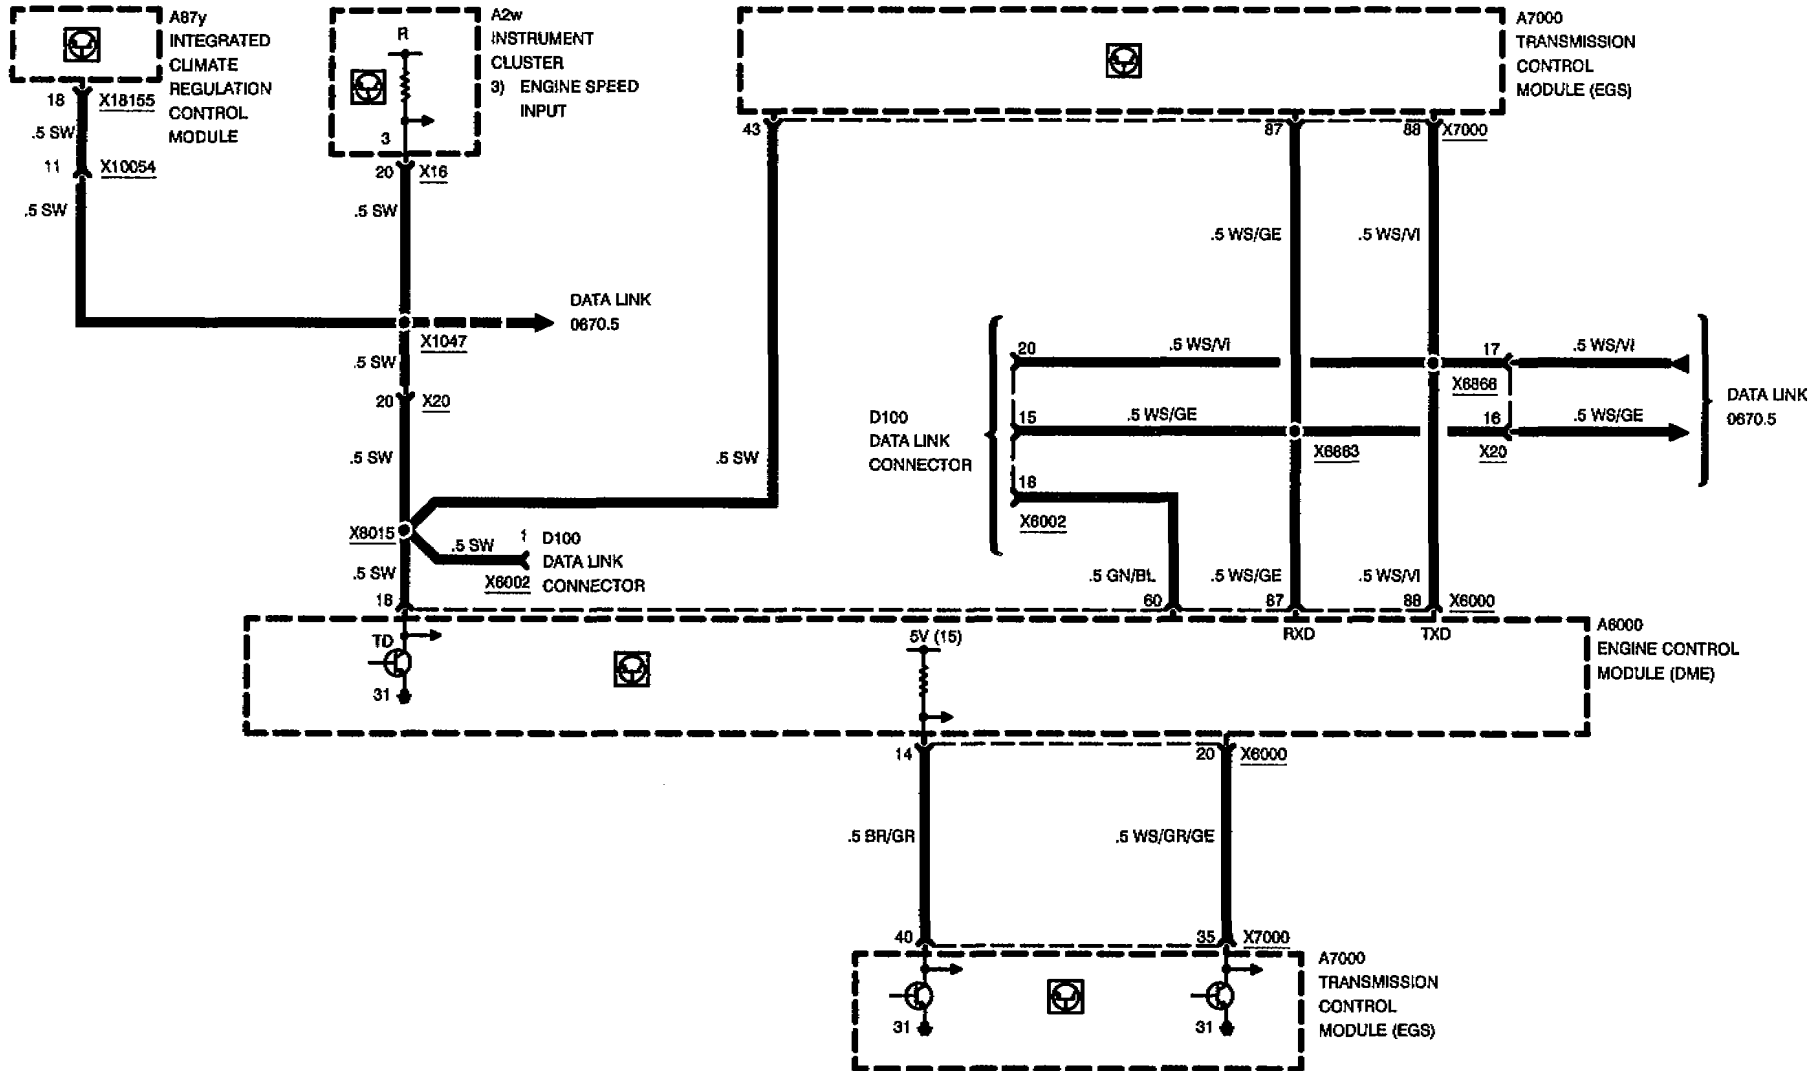 A87y
INTEGRATED
CLIMATE
REGULATION
CONTROL
MODULE
18 X18155
.5 SW
11 X10054
.5 SW
A2w
INSTRUMENT
CLUSTER
3) ENGINE SPEED
INPUT
R
3
20 X16
.5 SW
A7000
TRANSMISSION
CONTROL
MODULE (EGS)
43
87
88 X7000
.5 WS/GE
.5 WS/VI
DATA LINK
0670.5
X1047
.5 SW
20 X20
.5 SW
.5 SW
D100
DATA LINK
CONNECTOR
20
.5 WS/VI
17
.5 WS/VI
X6868
15
.5 WS/GE
16
.5 WS/GE
X6863
X20
18
X6002
DATA LINK
0670.5
X8015
.5 SW
1
D100
DATA LINK
CONNECTOR
X6002
.5 SW
.5 GN/BL
.5 WS/GE
.5 WS/VI
18
60
87
88 X6000
TD
31
5V (15)
RXD
TXD
A6000
ENGINE CONTROL
MODULE (DME)
14
20 X6000
.5 BR/GR
.5 WS/GR/GE
40
35 X7000
31
31
A7000
TRANSMISSION
CONTROL
MODULE (EGS)